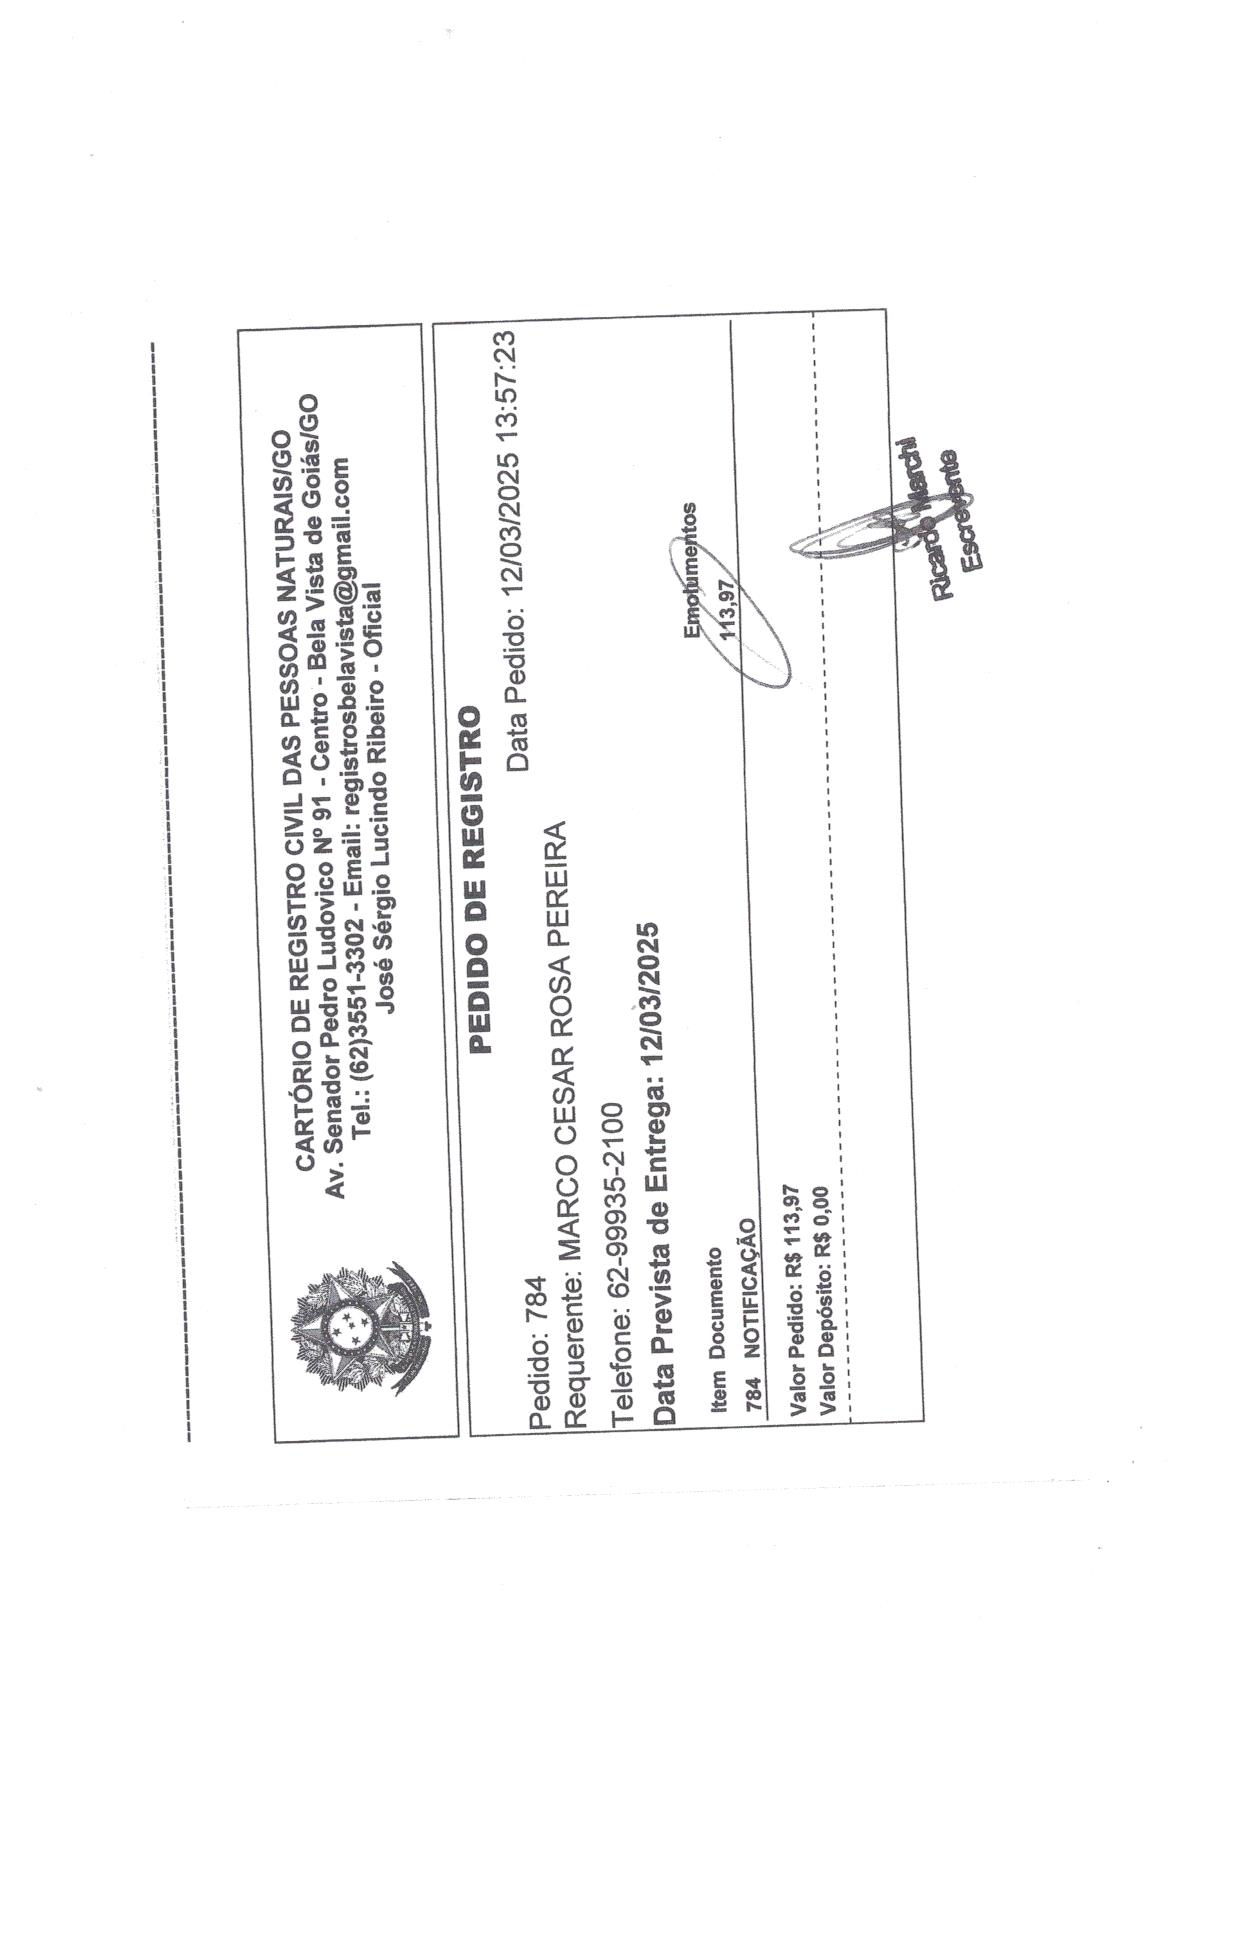 CARTÓRIO DE REGISTRO CIVIL DAS PESSOAS NATURAIS/GO
Av. Senador Pedro Ludovico Nº 91 - Centro - Bela Vista de Goiás/GO
Tel.: (62)3551-3302 - Email: registrosbelavista@gmail.com
José Sérgio Lucindo Ribeiro - Oficial
PEDIDO DE REGISTRO
Pedido: 784 Data Pedido: 12/03/2025 13:57:23
Requerente: MARCO CESAR ROSA PEREIRA
Telefone: 62-99935-2100
Data Prevista de Entrega: 12/03/2025
Item Documento Emolumentos
784 NOTIFICAÇÃO 113,97
Valor Pedido: R$ 113,97
Valor Depósito: R$ 0,00
Ricardo Marchi
Escrevente